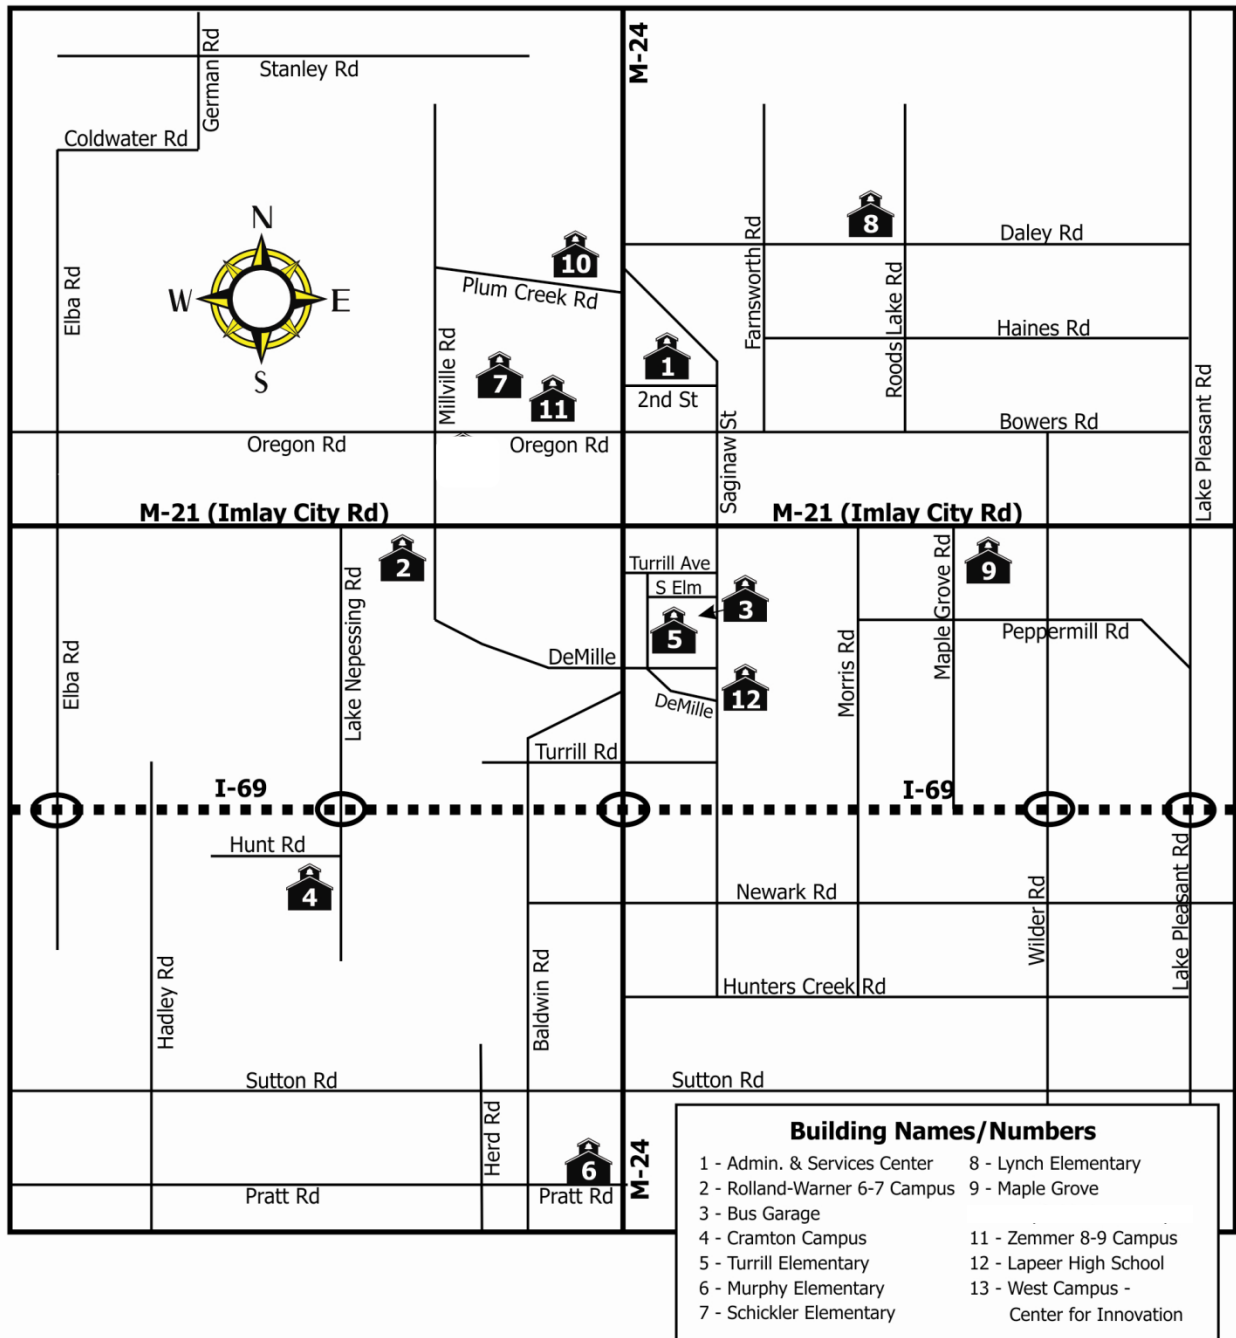 M-24
German Rd
Stanley Rd
Coldwater Rd
N
W E
S
Elba Rd
10
Plum Creek Rd
Millville Rd
7
11
1
2nd St
Farnsworth Rd
8
Roods Lake Rd
Daley Rd
Haines Rd
Bowers Rd
Lake Pleasant Rd
Oregon Rd
Oregon Rd
Saginaw St
M-21 (Imlay City Rd)
M-21 (Imlay City Rd)
2
Lake Nepessing Rd
Elba Rd
Turrill Ave
S Elm
3
5
DeMille
DeMille
12
Morris Rd
Maple Grove Rd
9
Peppermill Rd
Turrill Rd
I-69
I-69
Hunt Rd
4
Newark Rd
Wilder Rd
Lake Pleasant Rd
Hadley Rd
Baldwin Rd
Hunters Creek Rd
Sutton Rd
Sutton Rd
Herd Rd
6
M-24
Pratt Rd
Pratt Rd
Building Names/Numbers
1 - Admin. & Services Center
2 - Rolland-Warner 6-7 Campus
3 - Bus Garage
4 - Cramton Campus
5 - Turrill Elementary
6 - Murphy Elementary
7 - Schickler Elementary
8 - Lynch Elementary
9 - Maple Grove
11 - Zemmer 8-9 Campus
12 - Lapeer High School
13 - West Campus -
Center for Innovation